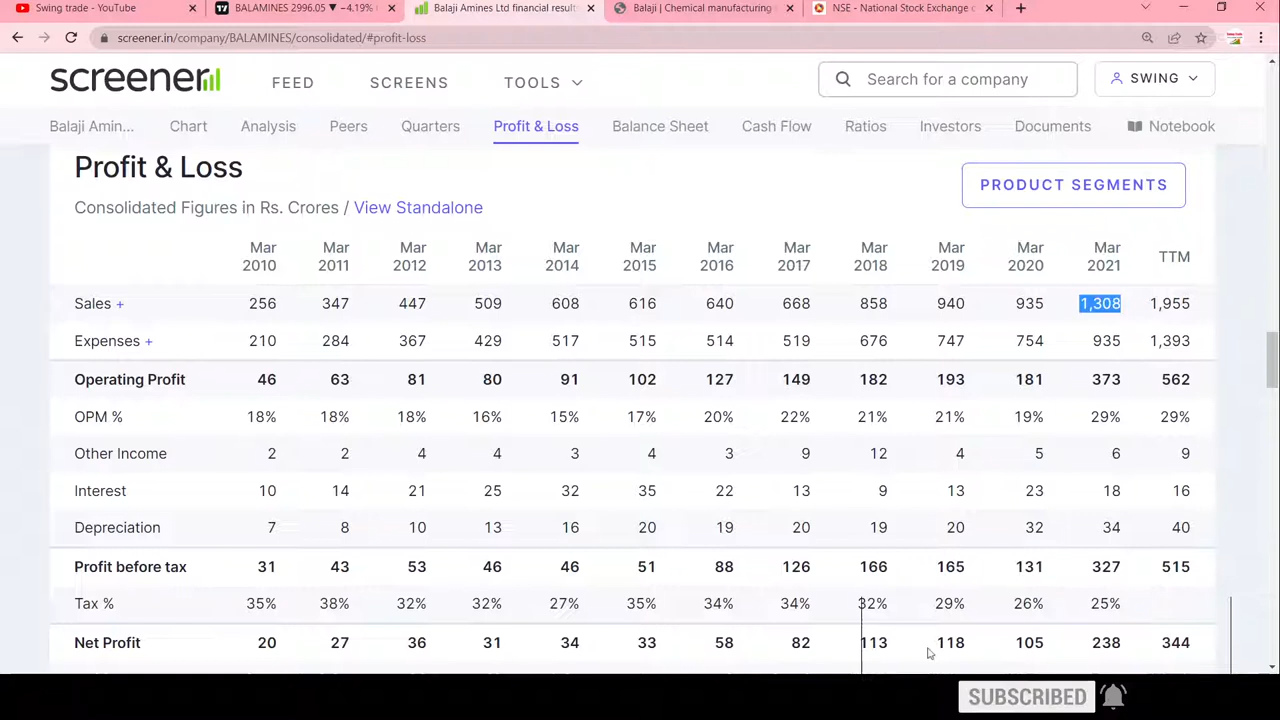 Swing trade - YouTube
BALAMINES 2996.05 ▼ −4.19%
Balaji Amines Ltd financial result
Balaji | Chemical manufacturing
NSE - National Stock Exchange
screener.in/company/BALAMINES/consolidated/#profit-loss
screener FEED SCREENS TOOLS Search for a company SWING
Balaji Amin... Chart Analysis Peers Quarters Profit & Loss Balance Sheet Cash Flow Ratios Investors Documents Notebook
Profit & Loss
PRODUCT SEGMENTS
Consolidated Figures in Rs. Crores / View Standalone
Mar 2010 Mar 2011 Mar 2012 Mar 2013 Mar 2014 Mar 2015 Mar 2016 Mar 2017 Mar 2018 Mar 2019 Mar 2020 Mar 2021 TTM
Sales + 256 347 447 509 608 616 640 668 858 940 935 1,308 1,955
Expenses + 210 284 367 429 517 515 514 519 676 747 754 935 1,393
Operating Profit 46 63 81 80 91 102 127 149 182 193 181 373 562
OPM % 18% 18% 18% 16% 15% 17% 20% 22% 21% 21% 19% 29% 29%
Other Income 2 2 4 4 3 4 3 9 12 4 5 6 9
Interest 10 14 21 25 32 35 22 13 9 13 23 18 16
Depreciation 7 8 10 13 16 20 19 20 19 20 32 34 40
Profit before tax 31 43 53 46 46 51 88 126 166 165 131 327 515
Tax % 35% 38% 32% 32% 27% 35% 34% 34% 32% 29% 26% 25%
Net Profit 20 27 36 31 34 33 58 82 113 118 105 238 344
SUBSCRIBED